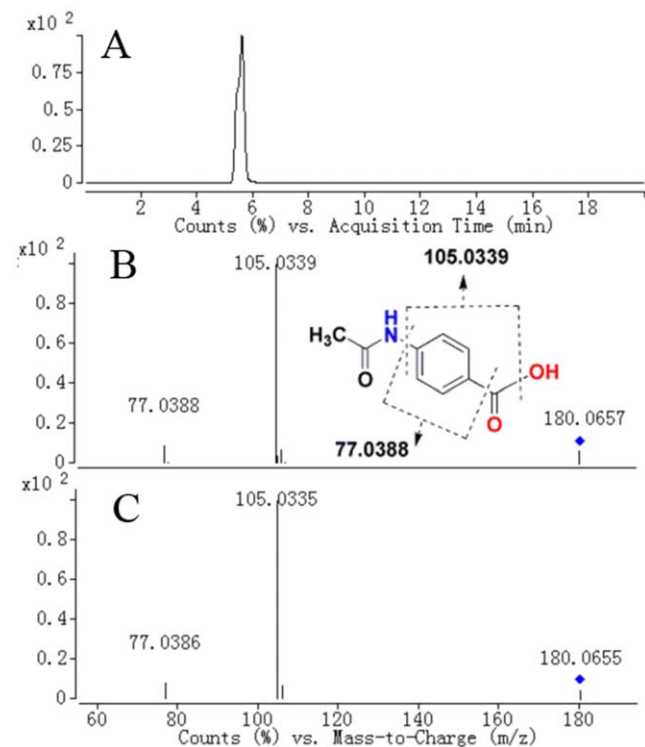 x10 2
A
1
0.75
0.5
0.25
0
2 4 6 8 10 12 14 16 18
Counts (%) vs. Acquisition Time (min)
x10 2
B
105.0339
105.0339
0.8
0.6
H
N
H3C
0.4
O
OH
77.0388
O
180.0657
0.2
77.0388
0
x10 2
C
105.0335
0.8
0.6
0.4
77.0386
180.0655
0.2
0
60 80 100 120 140 160 180
Counts (%) vs. Mass-to-Charge (m/z)